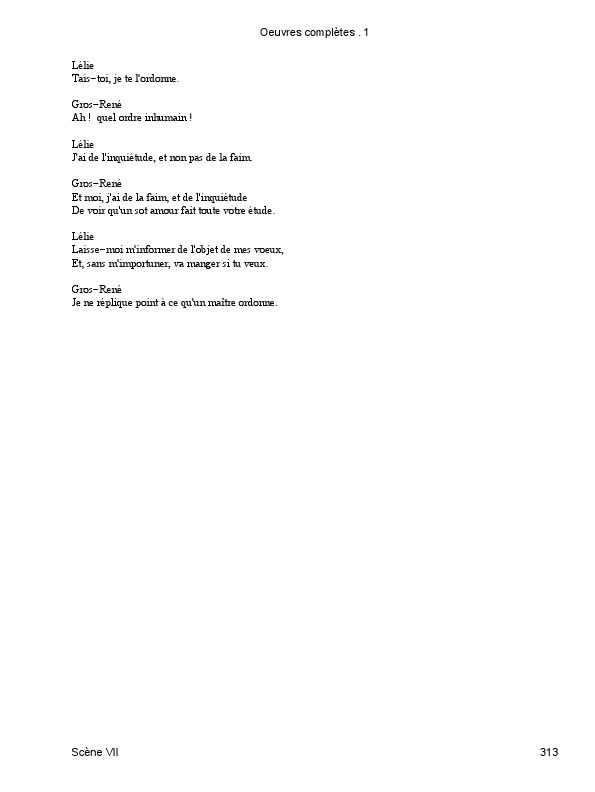 Oeuvres complètes . 1
Lélie
Tais−toi, je te l'ordonne.
Gros−René
Ah !  quel ordre inhumain !
Lélie
J'ai de l'inquiétude, et non pas de la faim.
Gros−René
Et moi, j'ai de la faim, et de l'inquiétude
De voir qu'un sot amour fait toute votre étude.
Lélie
Laisse−moi m'informer de l'objet de mes voeux,
Et, sans m'importuner, va manger si tu veux.
Gros−René
Je ne réplique point à ce qu'un maître ordonne.
Scène VII
313